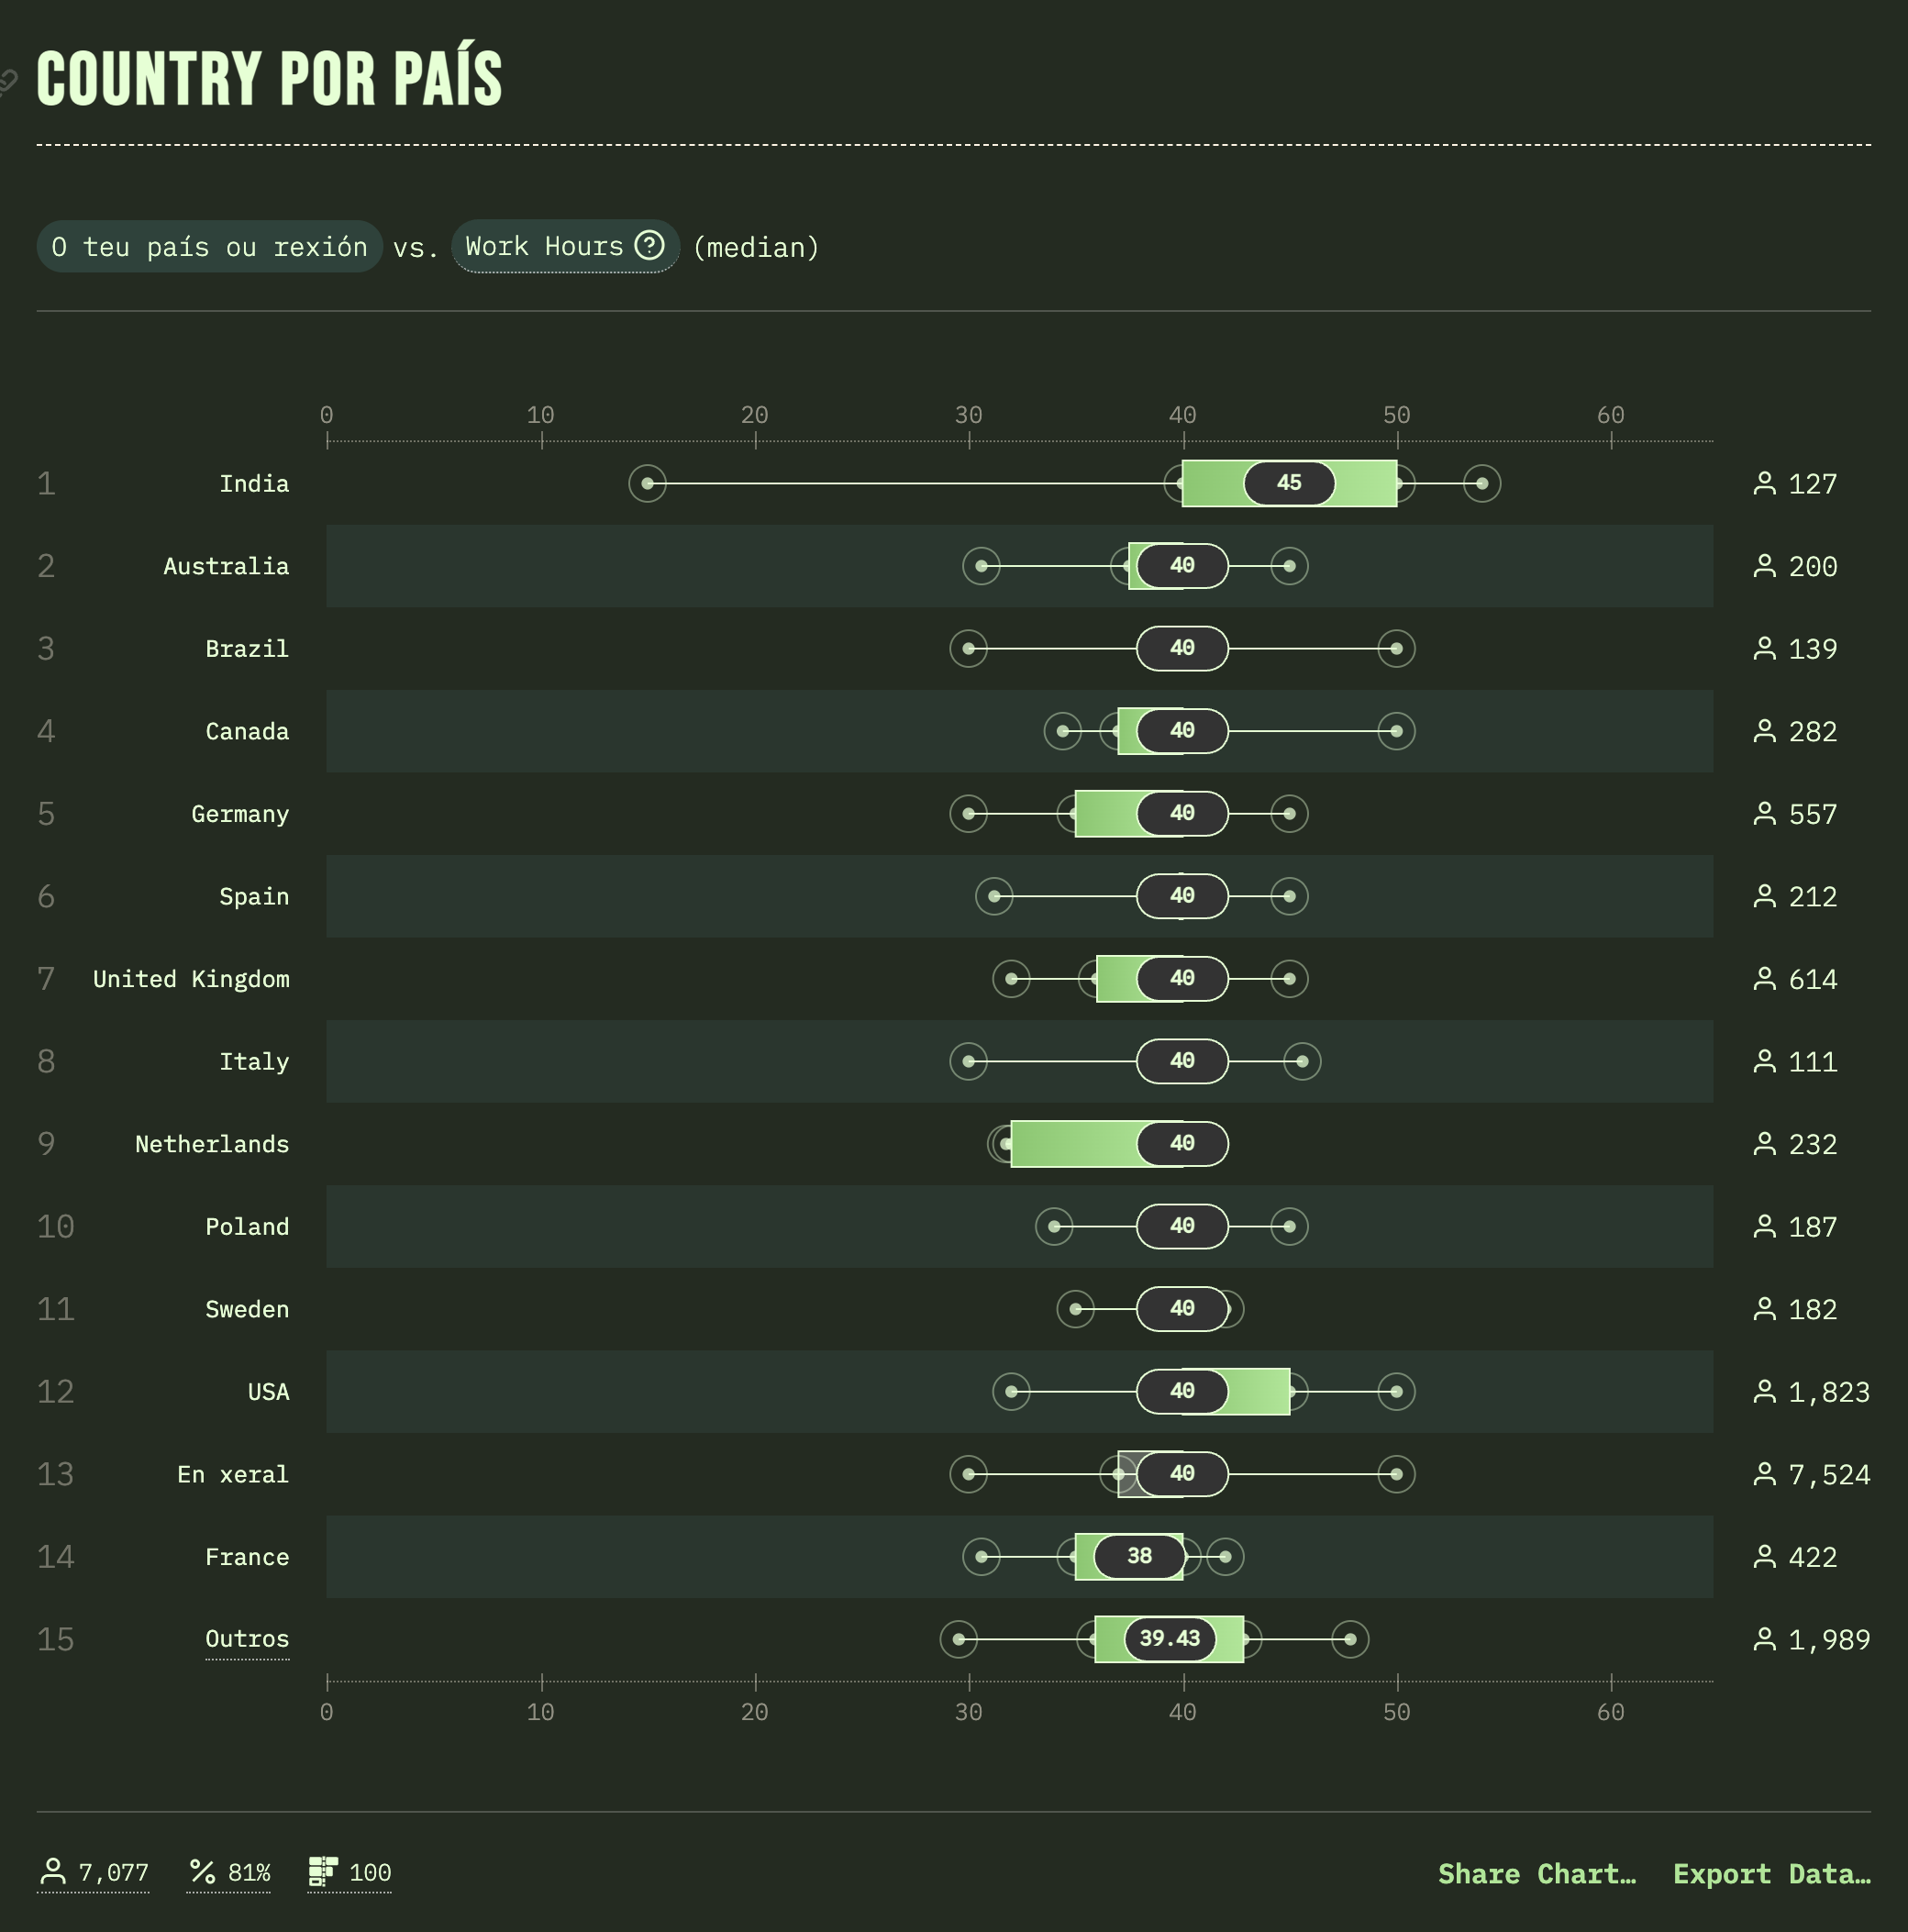 COUNTRY POR PAÍS
O teu país ou rexión vs. Work Hours ? (median)
0 10 20 30 40 50 60
1 India 45 127
2 Australia 40 200
3 Brazil 40 139
4 Canada 40 282
5 Germany 40 557
6 Spain 40 212
7 United Kingdom 40 614
8 Italy 40 111
9 Netherlands 40 232
10 Poland 40 187
11 Sweden 40 182
12 USA 40 1,823
13 En xeral 40 7,524
14 France 38 422
15 Outros 39.43 1,989
0 10 20 30 40 50 60
7,077 % 81% 100 Share Chart… Export Data…